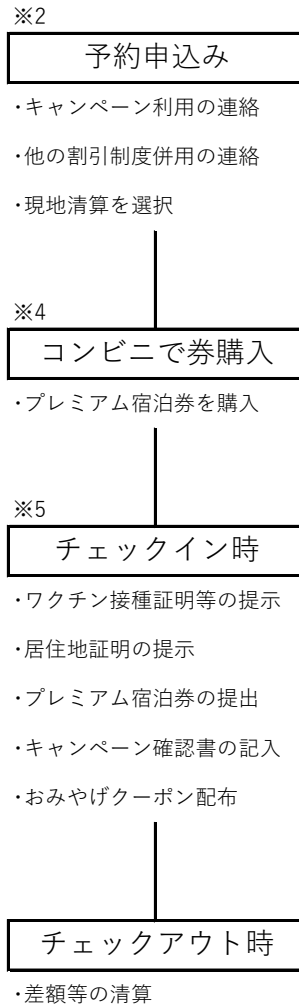 ※2
予約申込み
・キャンペーン利用の連絡
・他の割引制度併用の連絡
・現地清算を選択
※4
コンビニで券購入
・プレミアム宿泊券を購入
※5
チェックイン時
・ワクチン接種証明等の提示
・居住地証明の提示
・プレミアム宿泊券の提出
・キャンペーン確認書の記入
・おみやげクーポン配布
チェックアウト時
・差額等の清算